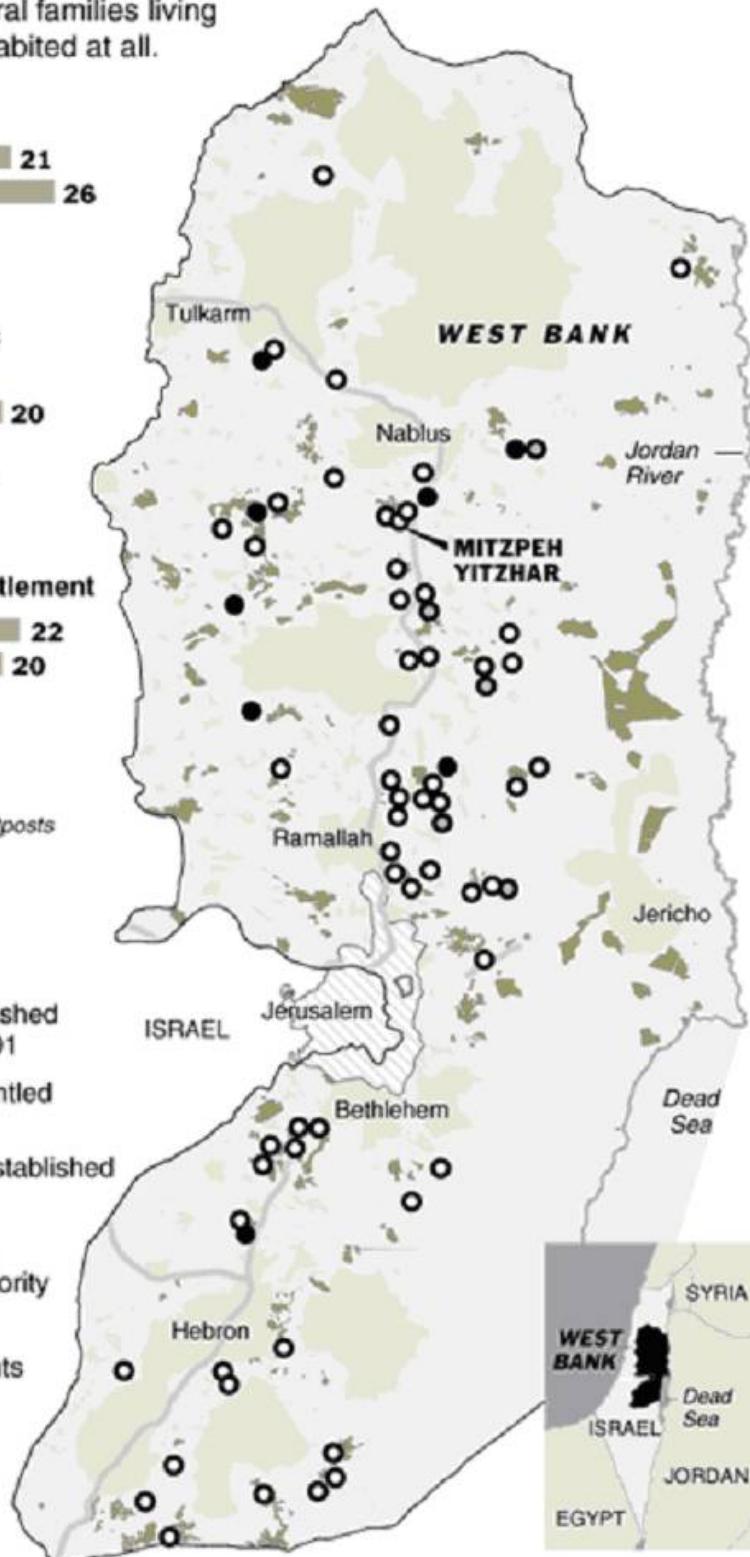 ral families living
abited at all.
21
26
Tulkarm
WEST BANK
20
Nablus
Jordan
River
MITZPEH
YITZHAR
tlement
22
20
posts
Ramallah
Jericho
shed
01
ISRAEL
Jerusalem
ntled
Bethlehem
Dead
Sea
stablished
ority
SYRIA
Hebron
WEST
BANK
ts
Dead
Sea
ISRAEL
JORDAN
EGYPT